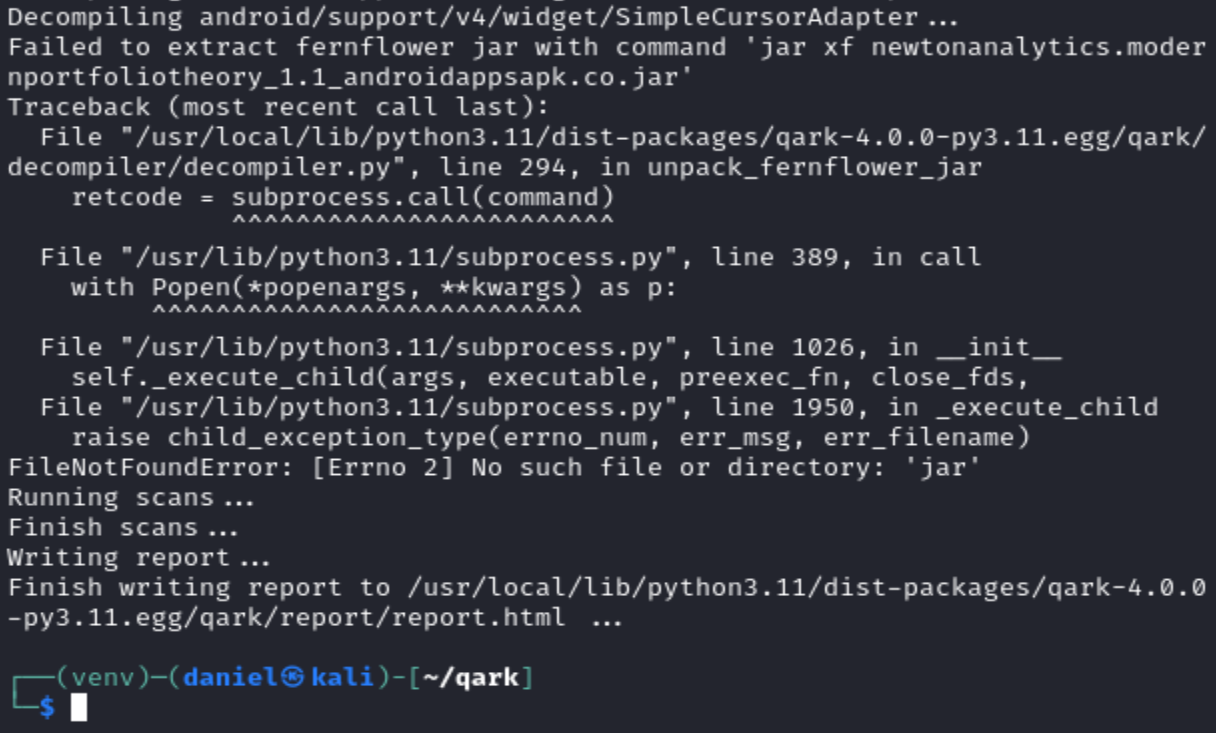 Decompiling android/support/v4/widget/SimpleCursorAdapter...
Failed to extract fernflower jar with command 'jar xf newtonanalytics.moder
nportfoliotheory_1.1_androidappsapk.co.jar'
Traceback (most recent call last):
  File "/usr/local/lib/python3.11/dist-packages/qark-4.0.0-py3.11.egg/qark/
decompiler/decompiler.py", line 294, in unpack_fernflower_jar
    retcode = subprocess.call(command)
              ^^^^^^^^^^^^^^^^^^^^^^^^
  File "/usr/lib/python3.11/subprocess.py", line 389, in call
    with Popen(*popenargs, **kwargs) as p:
         ^^^^^^^^^^^^^^^^^^^^^^^^^^^
  File "/usr/lib/python3.11/subprocess.py", line 1026, in __init__
    self._execute_child(args, executable, preexec_fn, close_fds,
  File "/usr/lib/python3.11/subprocess.py", line 1950, in _execute_child
    raise child_exception_type(errno_num, err_msg, err_filename)
FileNotFoundError: [Errno 2] No such file or directory: 'jar'
Running scans...
Finish scans...
Writing report...
Finish writing report to /usr/local/lib/python3.11/dist-packages/qark-4.0.0
-py3.11.egg/qark/report/report.html ...
┌──(venv)─(daniel㉿kali)-[~/qark]
└─$